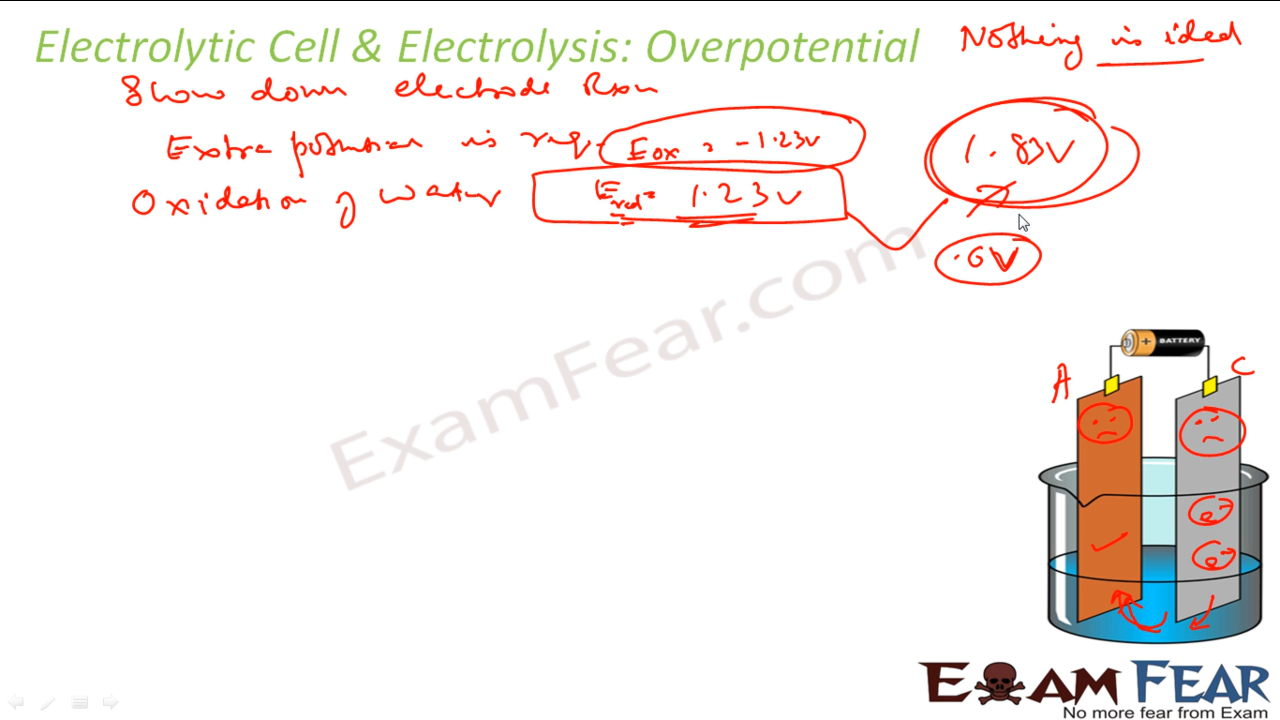 Electrolytic Cell & Electrolysis: Overpotential
Nothing is ided
Slow down electrode Rxn
Extra potential is req.
Eox = -1.23v
1.83v
Oxidation of water
Ered = 1.23v
.6V
ExamFear.com
BATTERY
A
C
e-
e-
EXAM FEAR
No more fear from Exam